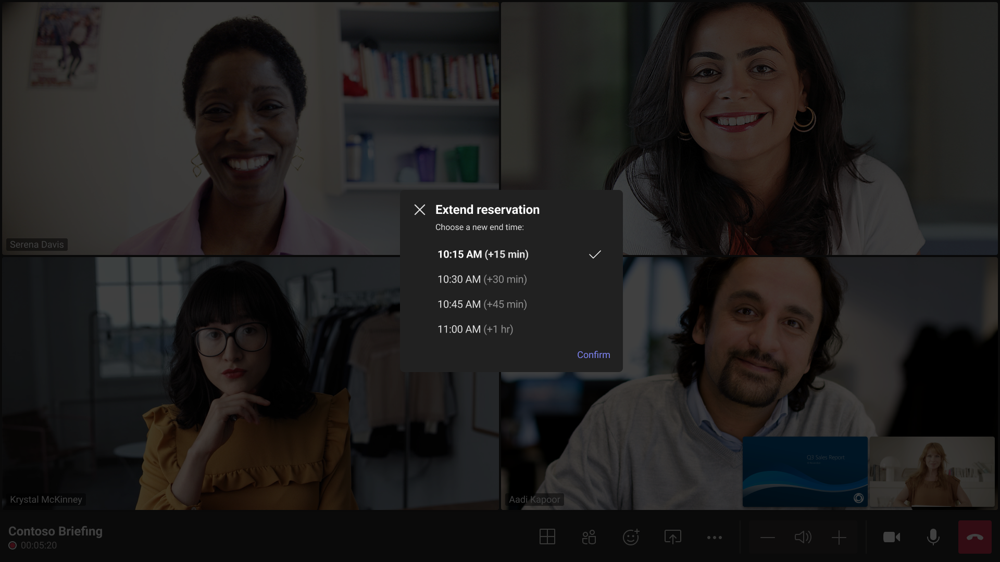 Serena Davis
Extend reservation
Choose a new end time:
10:15 AM (+15 min)
10:30 AM (+30 min)
10:45 AM (+45 min)
11:00 AM (+1 hr)
Confirm
Krystal McKinney
Aadi Kapoor
Q3 Sales Report
Contoso Briefing
00:05:20